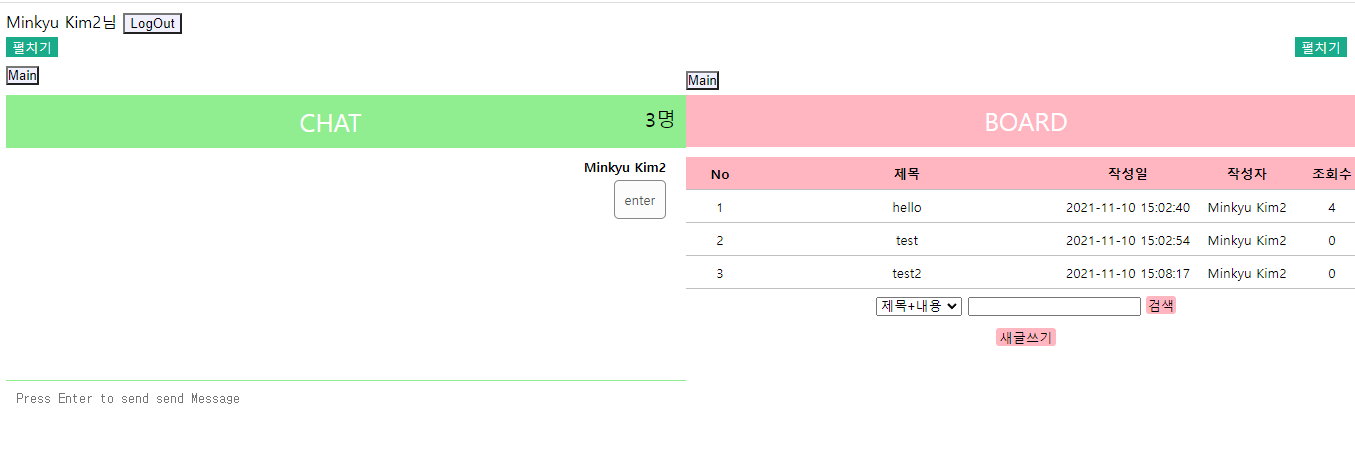 Minkyu Kim2님 LogOut
펼치기 펼치기
Main
CHAT 3명
Minkyu Kim2
enter
Press Enter to send send Message
Main
BOARD
No 제목 작성일 작성자 조회수
1 hello 2021-11-10 15:02:40 Minkyu Kim2 4
2 test 2021-11-10 15:02:54 Minkyu Kim2 0
3 test2 2021-11-10 15:08:17 Minkyu Kim2 0
제목+내용 검색
새글쓰기